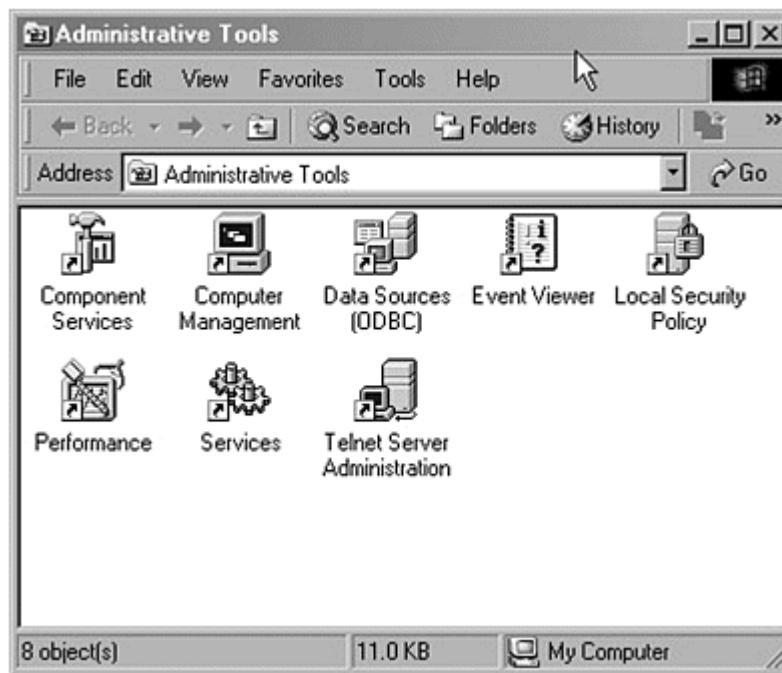 Administrative Tools
File Edit View Favorites Tools Help
Back Search Folders History »
Address Administrative Tools Go
Component Services
Computer Management
Data Sources (ODBC)
Event Viewer
Local Security Policy
Performance
Services
Telnet Server Administration
8 object(s) 11.0 KB My Computer